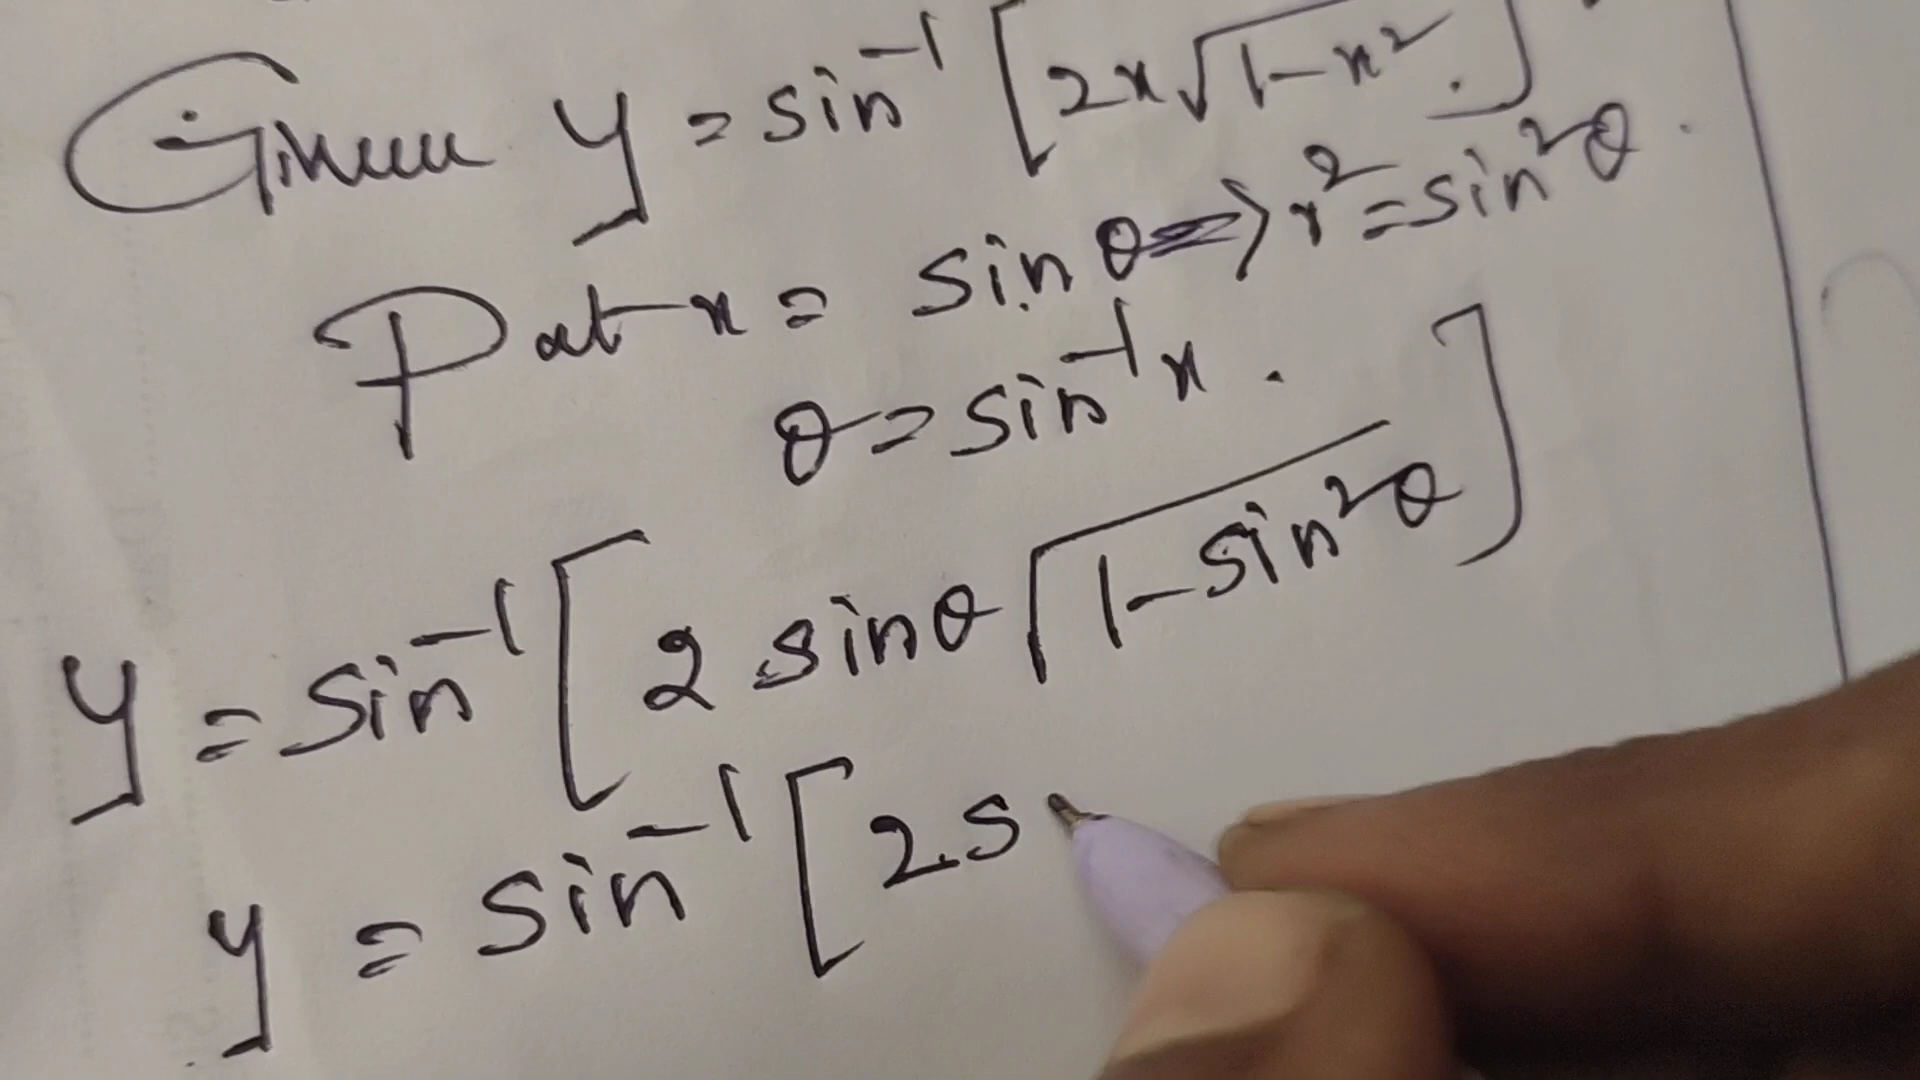 Given y = sin⁻¹ [2x√1-x²]
Put x = sin θ ⇒ x² = sin²θ.
θ = sin⁻¹x.
y = sin⁻¹ [2 sinθ √1-sin²θ]
y = sin⁻¹ [2s